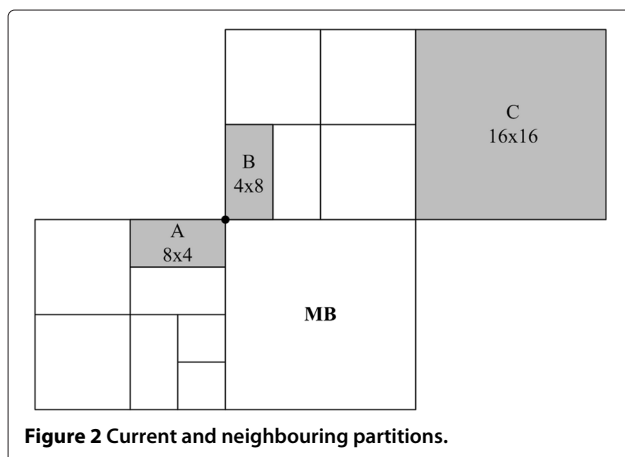 C
16x16
B
4x8
A
8x4
MB
Figure 2 Current and neighbouring partitions.